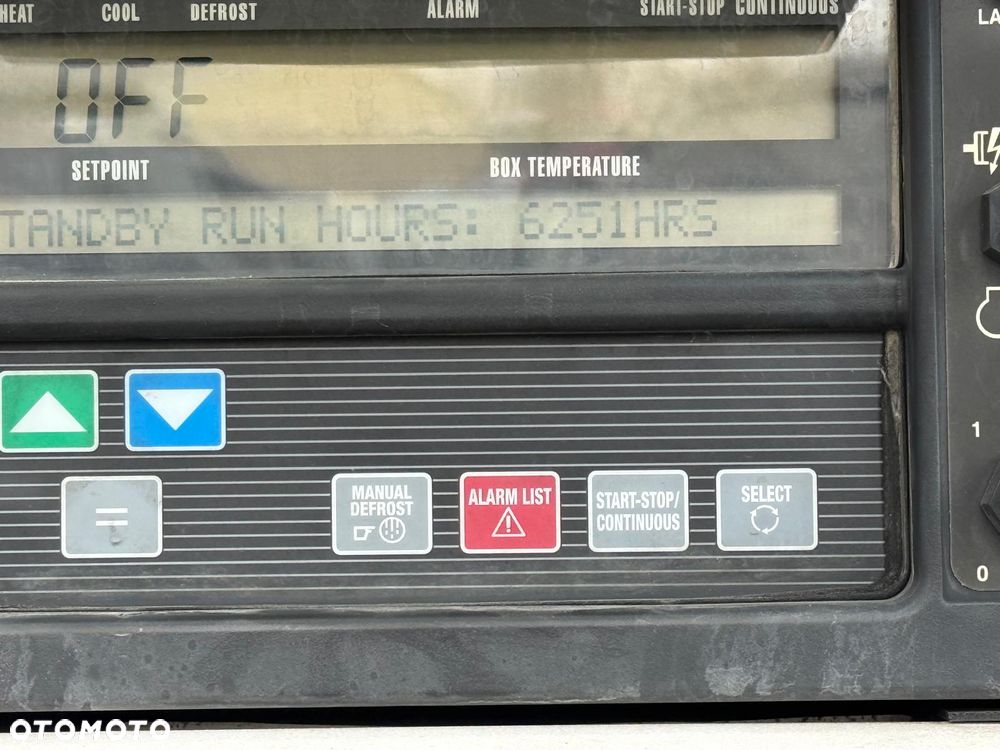 HEAT COOL DEFROST ALARM START-STOP CONTINUOUS
OFF
SETPOINT BOX TEMPERATURE
TANDBY RUN HOURS: 6251HRS
MANUAL
DEFROST
ALARM LIST
START-STOP/
CONTINUOUS
SELECT
=
LA
1
0
OTOMOTO